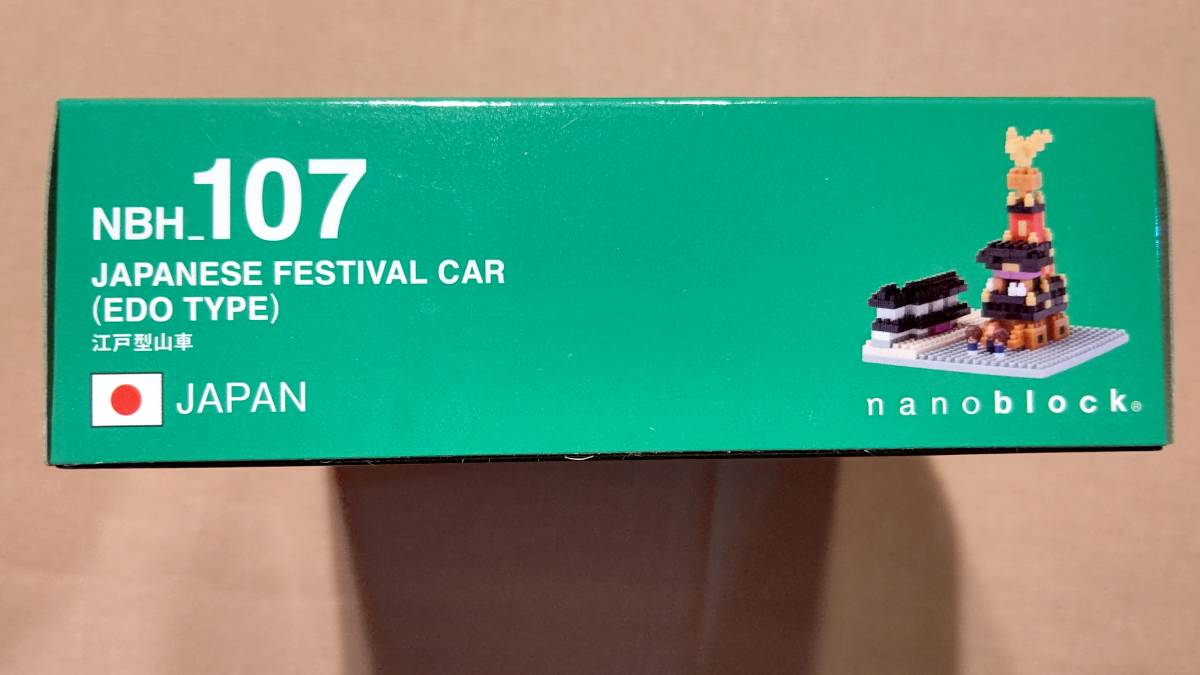 NBH_107
JAPANESE FESTIVAL CAR
(EDO TYPE)
江戸型山車
JAPAN
nanoblock®